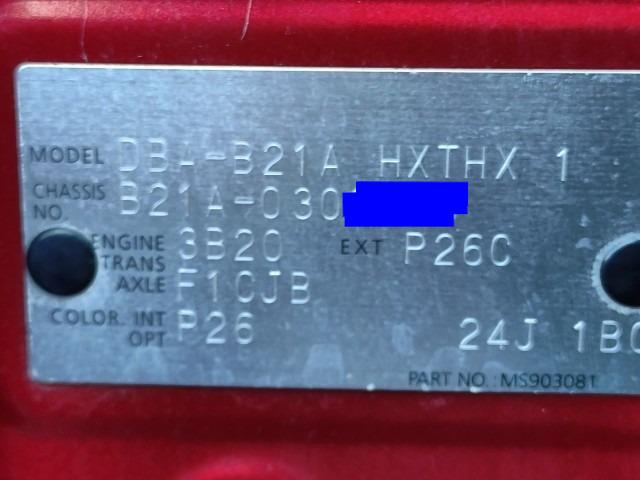 MODEL DBA-B21A HXTHX 1
CHASSIS NO. B21A-030
ENGINE 3B20 EXT P26C
TRANS AXLE F1CJB
COLOR. INT OPT P26 24J 1B
PART NO.: MS903081